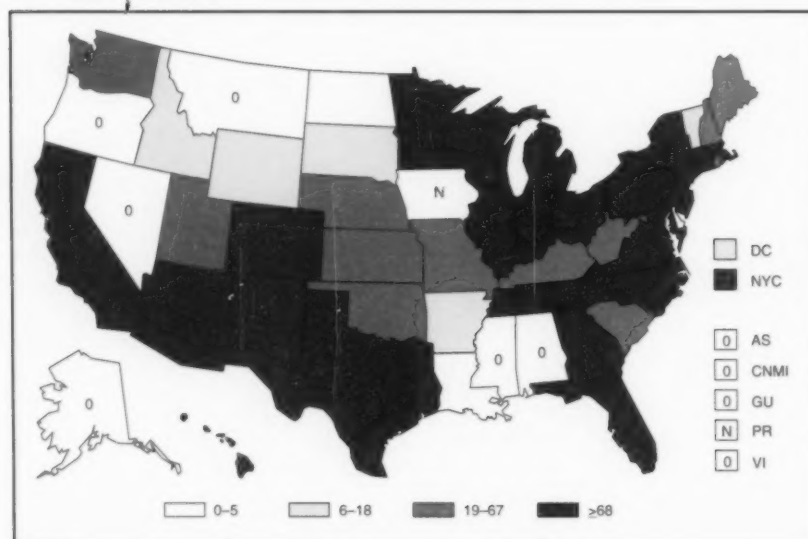 0
0
0
N
0
0
0
DC
NYC
0 AS
0 CNMI
0 GU
N PR
0 VI
0–5
6–18
19–67
≥68